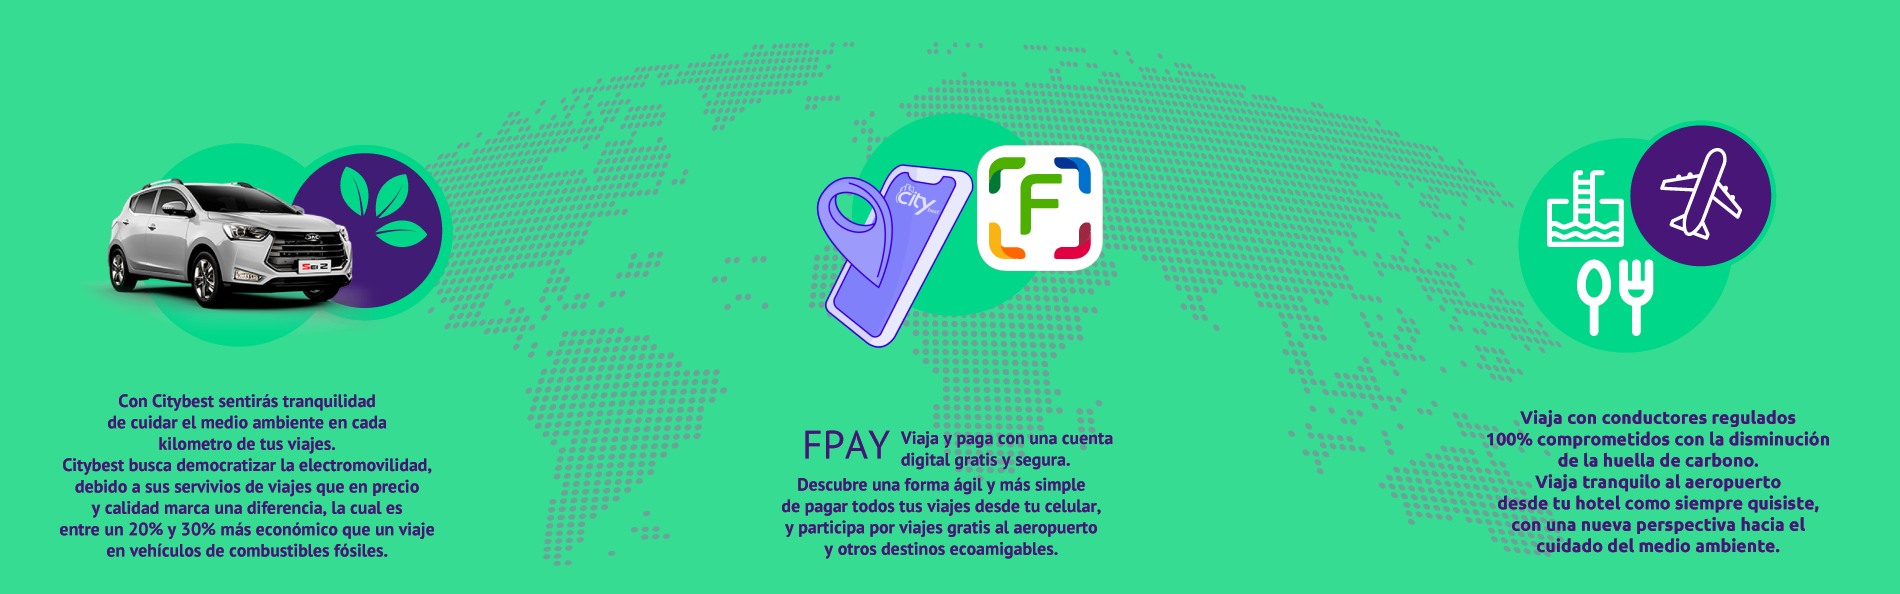 Sei 2
Con Citybest sentirás tranquilidad
de cuidar el medio ambiente en cada
kilometro de tus viajes.
Citybest busca democratizar la electromovilidad,
debido a sus servivios de viajes que en precio
y calidad marca una diferencia, la cual es
entre un 20% y 30% más económico que un viaje
en vehículos de combustibles fósiles.
City
best
F
FPAY
Viaja y paga con una cuenta
digital gratis y segura.
Descubre una forma ágil y más simple
de pagar todos tus viajes desde tu celular,
y participa por viajes gratis al aeropuerto
y otros destinos ecoamigables.
Viaja con conductores regulados
100% comprometidos con la disminución
de la huella de carbono.
Viaja tranquilo al aeropuerto
desde tu hotel como siempre quisiste,
con una nueva perspectiva hacia el
cuidado del medio ambiente.